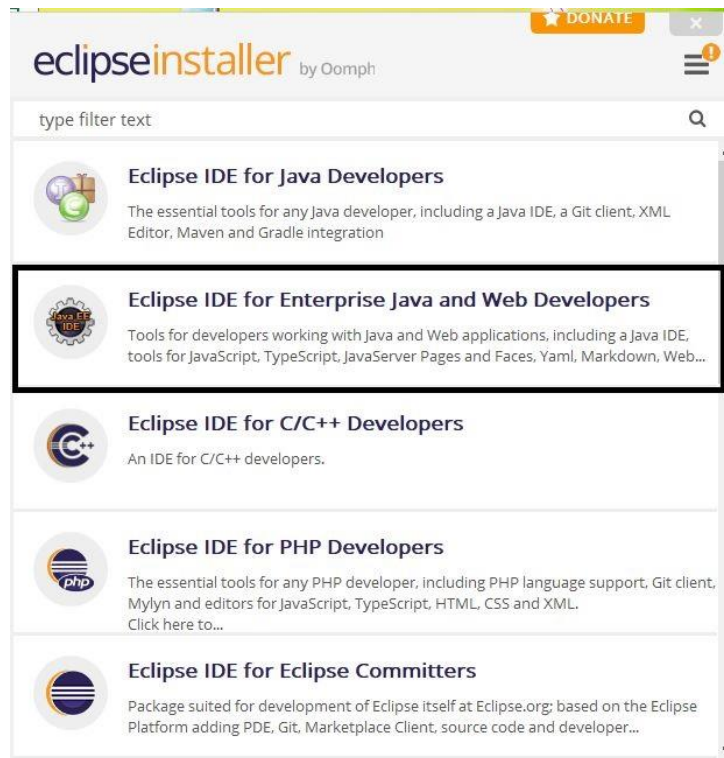 DONATE
eclipseinstaller by Oomph
type filter text
Eclipse IDE for Java Developers
The essential tools for any Java developer, including a Java IDE, a Git client, XML
Editor, Maven and Gradle integration
Java EE
IDE
Eclipse IDE for Enterprise Java and Web Developers
Tools for developers working with Java and Web applications, including a Java IDE,
tools for JavaScript, TypeScript, JavaServer Pages and Faces, Yaml, Markdown, Web...
C++
Eclipse IDE for C/C++ Developers
An IDE for C/C++ developers.
php
Eclipse IDE for PHP Developers
The essential tools for any PHP developer, including PHP language support, Git client,
Mylyn and editors for JavaScript, TypeScript, HTML, CSS and XML.
Click here to...
Eclipse IDE for Eclipse Committers
Package suited for development of Eclipse itself at Eclipse.org; based on the Eclipse
Platform adding PDE, Git, Marketplace Client, source code and developer...